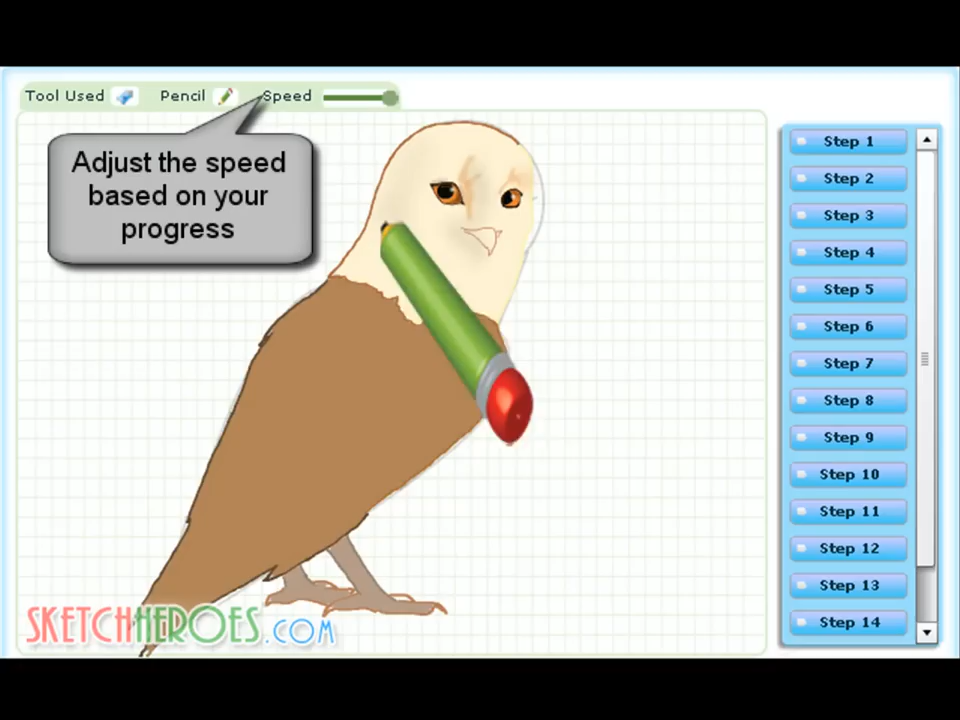 Tool Used Pencil Speed
Adjust the speed
based on your
progress
Step 1
Step 2
Step 3
Step 4
Step 5
Step 6
Step 7
Step 8
Step 9
Step 10
Step 11
Step 12
Step 13
Step 14
SKETCHHEROES.COM